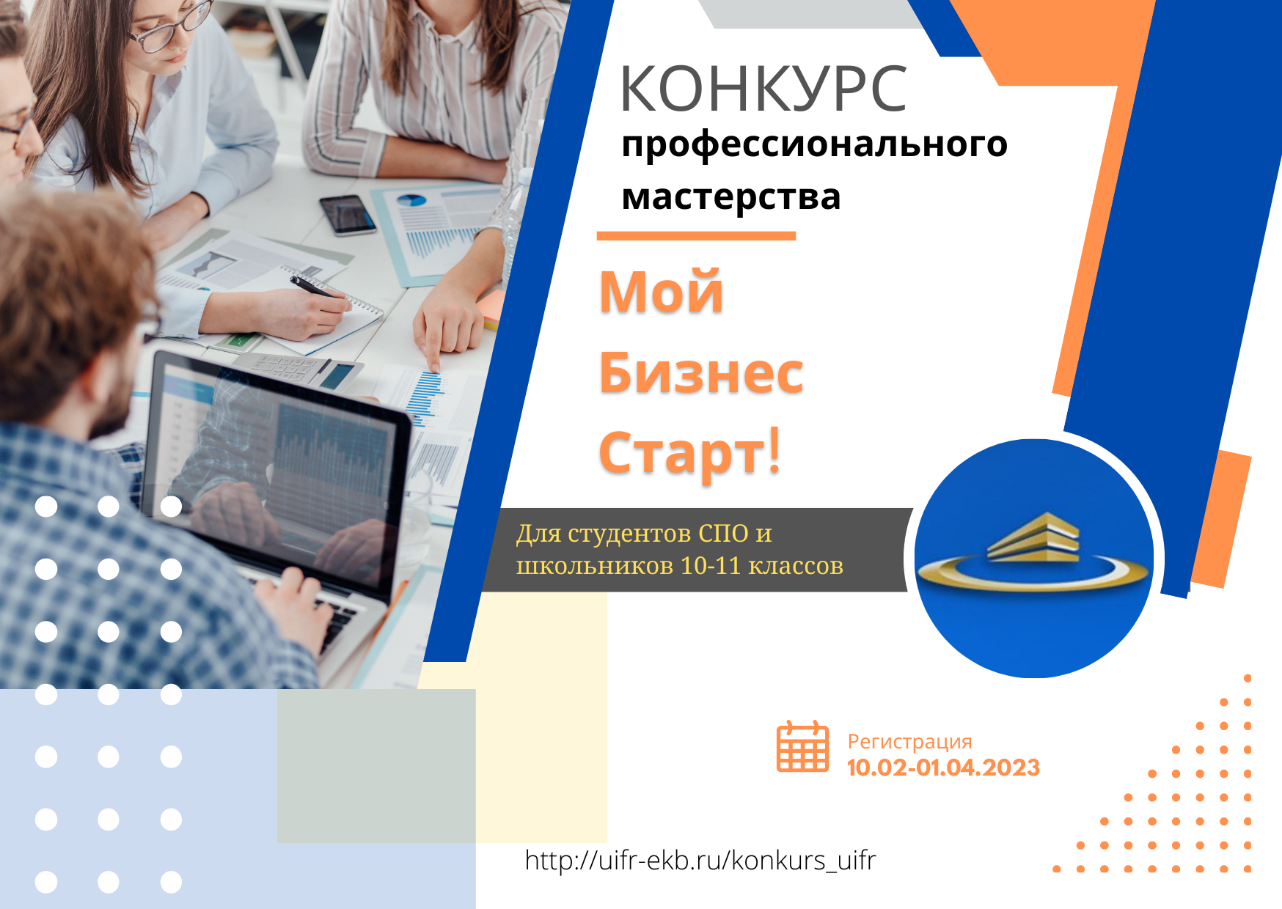 КОНКУРС
профессионального
мастерства
Мой
Бизнес
Старт!
Для студентов СПО и
школьников 10-11 классов
Регистрация
10.02-01.04.2023
http://uifr-ekb.ru/konkurs_uifr